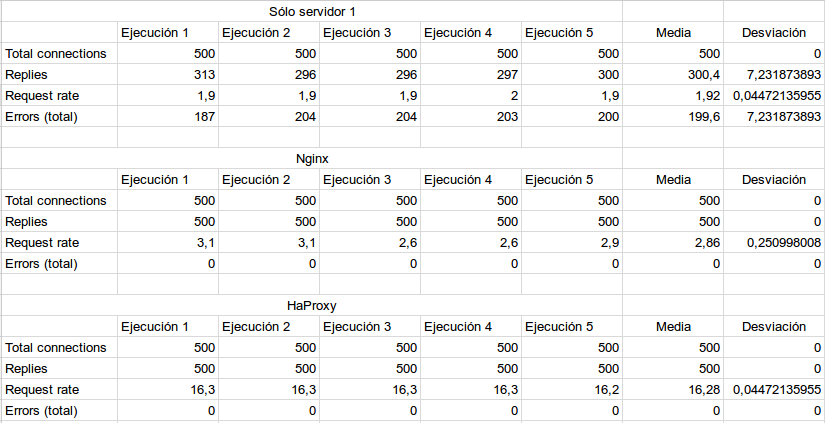 Sólo servidor 1
Ejecución 1 Ejecución 2 Ejecución 3 Ejecución 4 Ejecución 5 Media Desviación
Total connections 500 500 500 500 500 500 0
Replies 313 296 296 297 300 300,4 7,231873893
Request rate 1,9 1,9 1,9 2 1,9 1,92 0,04472135955
Errors (total) 187 204 204 203 200 199,6 7,231873893
Nginx
Ejecución 1 Ejecución 2 Ejecución 3 Ejecución 4 Ejecución 5 Media Desviación
Total connections 500 500 500 500 500 500 0
Replies 500 500 500 500 500 500 0
Request rate 3,1 3,1 2,6 2,6 2,9 2,86 0,250998008
Errors (total) 0 0 0 0 0 0 0
HaProxy
Ejecución 1 Ejecución 2 Ejecución 3 Ejecución 4 Ejecución 5 Media Desviación
Total connections 500 500 500 500 500 500 0
Replies 500 500 500 500 500 500 0
Request rate 16,3 16,3 16,3 16,3 16,2 16,28 0,04472135955
Errors (total) 0 0 0 0 0 0 0